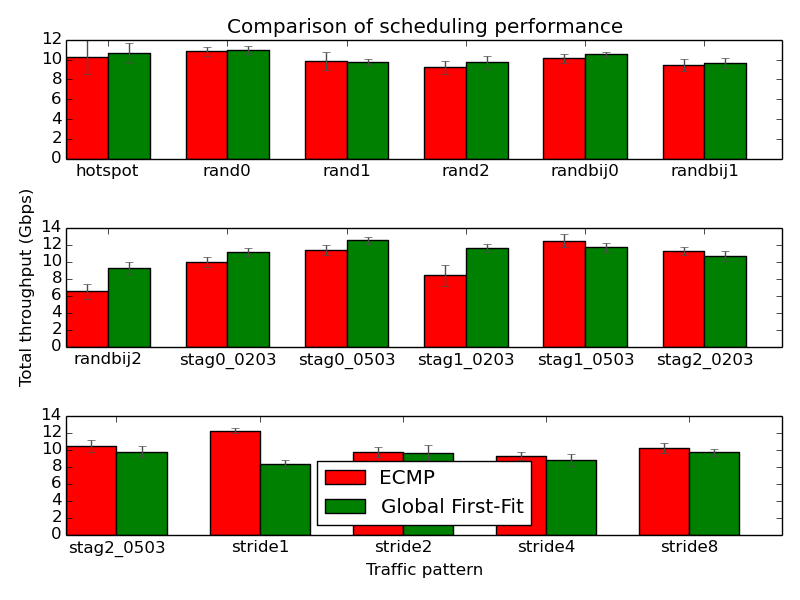 Comparison of scheduling performance
12
10
8
6
4
2
0
hotspot rand0 rand1 rand2 randbij0 randbij1
Total throughput (Gbps)
14
12
10
8
6
4
2
0
randbij2 stag0_0203 stag0_0503 stag1_0203 stag1_0503 stag2_0203
14
12
10
8
6
4
2
0
ECMP
Global First-Fit
stag2_0503 stride1 stride2 stride4 stride8
Traffic pattern